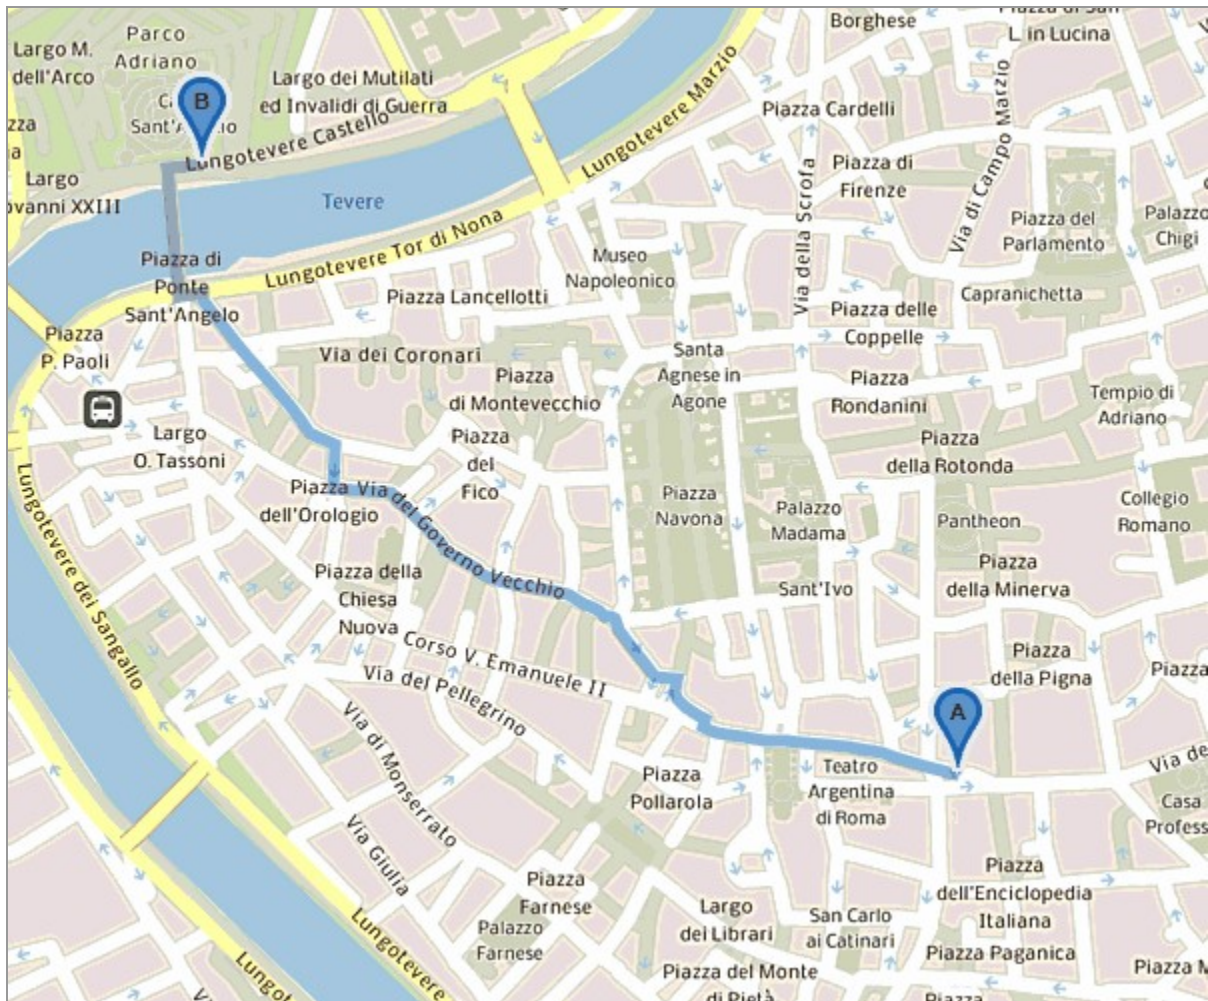 Piazza di San
L. in Lucina
Borghese
Parco
Adriano
Largo M.
dell'Arco
Largo dei Mutilati
ed Invalidi di Guerra
B
Sant'
Lungotevere Castello
Lungotevere Marzio
Piazza Cardelli
Via di Campo Marzio
Via della Scrofa
Piazza di
Firenze
Largo
Tevere
Lungotevere Tor di Nona
Piazza del
Parlamento
Palazzo
Chigi
Piazza di
Ponte
Sant'Angelo
Museo
Napoleonico
Piazza Lancellotti
Capranichetta
Piazza delle
Coppelle
Piazza
P. Paoli
Via dei Coronari
Piazza
di Montevecchio
Santa
Agnese in
Agone
Piazza
Rondanini
Tempio di
Adriano
Largo
O. Tassoni
Piazza
del
Fico
Piazza
della Rotonda
Piazza
dell'Orologio
Via del Governo Vecchio
Piazza
Navona
Palazzo
Madama
Pantheon
Collegio
Romano
Lungotevere dei Sangallo
Piazza della
Chiesa
Nuova
Sant'Ivo
Piazza
della Minerva
Corso V. Emanuele II
Via del Pellegrino
Piazza
della Pigna
Piazza
A
Via di Monserrato
Piazza
Pollarola
Teatro
Argentina
di Roma
Via de
Casa
Profess
Via Giulia
Piazza
Farnese
Palazzo
Farnese
Piazza
dell'Enciclopedia
Italiana
Largo
dei Librari
San Carlo
ai Catinari
Piazza Paganica
Lungotevere
Piazza del Monte
di Pietà
Piazza
Piazza M